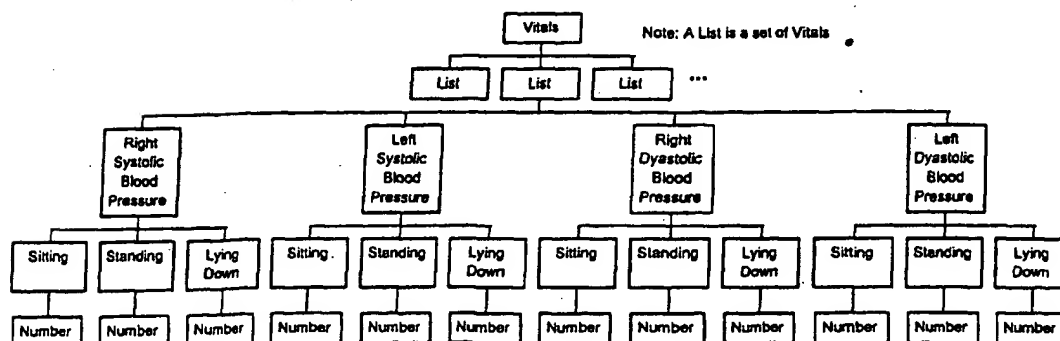 Vitals
Note: A List is a set of Vitals
List List List ...
Right Systolic Blood Pressure
Left Systolic Blood Pressure
Right Dyastolic Blood Pressure
Left Dyastolic Blood Pressure
Sitting Standing Lying Down Sitting Standing Lying Down Sitting Standing Lying Down Sitting Standing Lying Down
Number Number Number Number Number Number Number Number Number Number Number Number